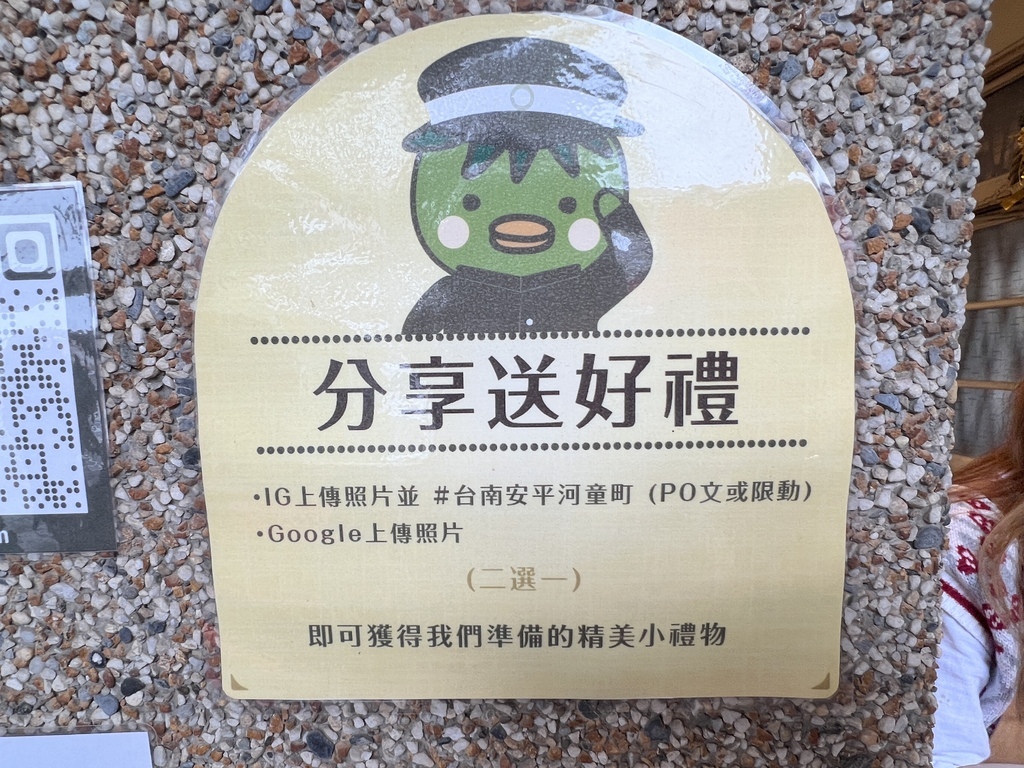 分享送好禮
•IG上傳照片並 #台南安平河童町 (PO文或限動)
•Google上傳照片
(二選一)
即可獲得我們準備的精美小禮物